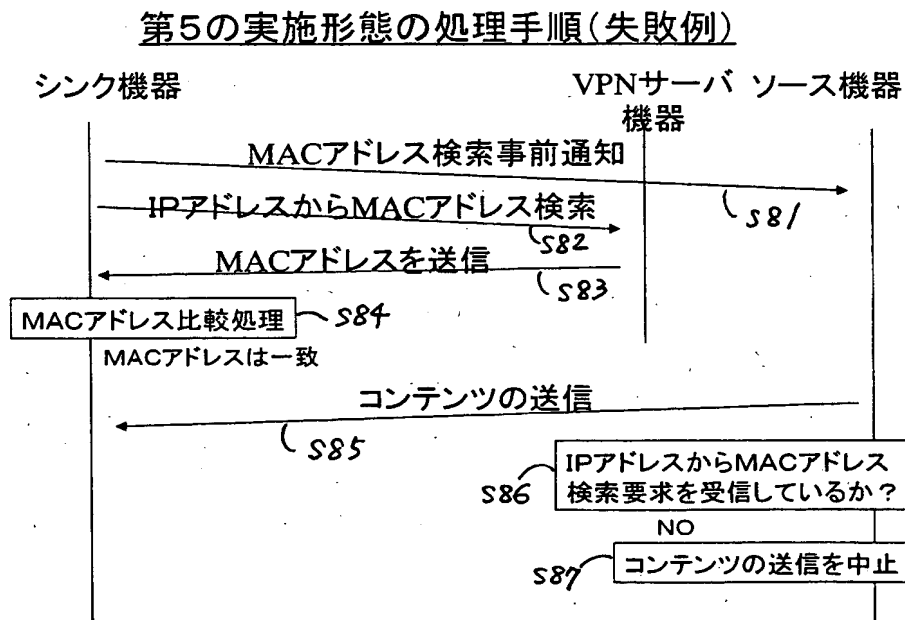 第5の実施形態の処理手順(失敗例)
シンク機器
VPNサーバ
機器
ソース機器
MACアドレス検索事前通知
S81
IPアドレスからMACアドレス検索
S82
MACアドレスを送信
S83
MACアドレス比較処理
S84
MACアドレスは一致
コンテンツの送信
S85
IPアドレスからMACアドレス
検索要求を受信しているか?
S86
NO
コンテンツの送信を中止
S87